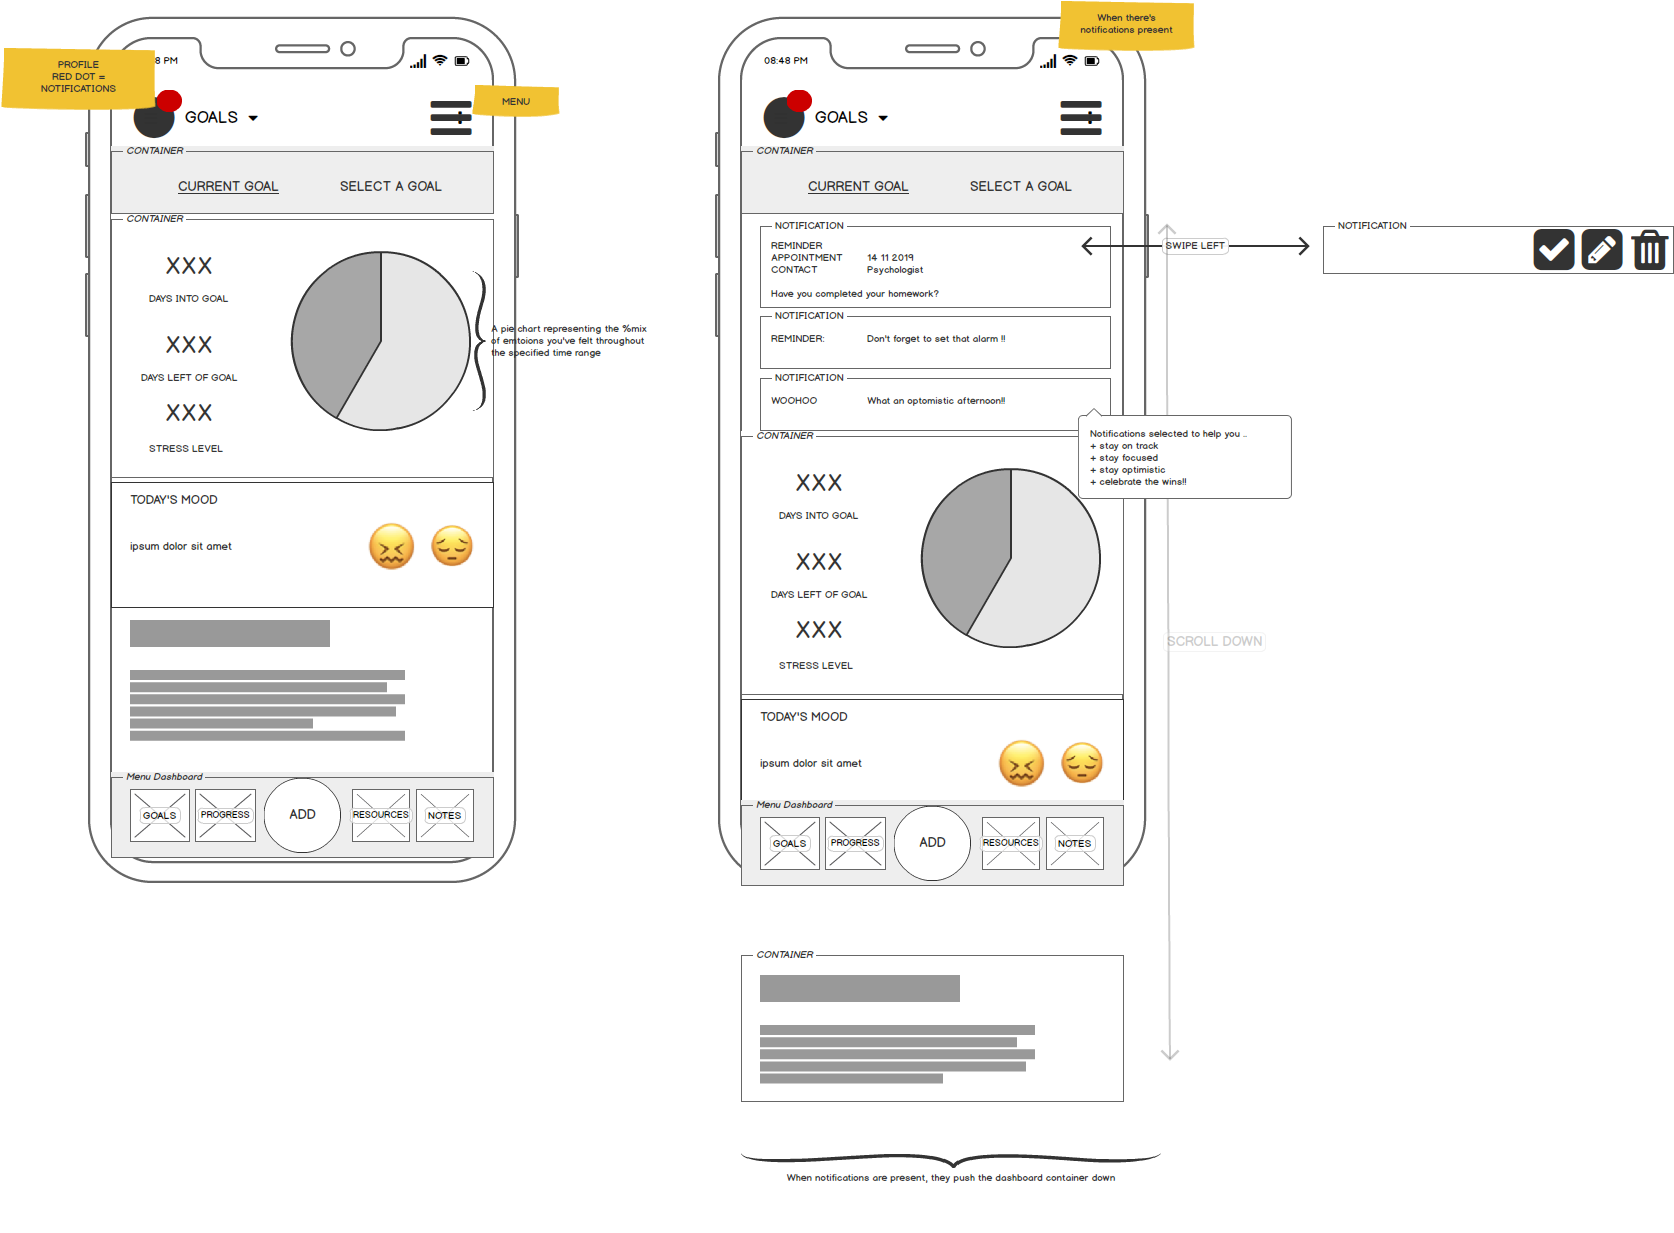 PROFILE
RED DOT =
NOTIFICATIONS
8 PM
GOALS
MENU
CONTAINER
CURRENT GOAL SELECT A GOAL
CONTAINER
XXX
DAYS INTO GOAL
XXX
DAYS LEFT OF GOAL
XXX
STRESS LEVEL
A pie chart representing the %mix
of emtoions you've felt throughout
the specified time range
TODAY'S MOOD
ipsum dolor sit amet
Menu Dashboard
GOALS PROGRESS ADD RESOURCES NOTES
When there's
notifications present
08:48 PM
GOALS
CONTAINER
CURRENT GOAL SELECT A GOAL
NOTIFICATION
REMINDER
APPOINTMENT 14 11 2019
CONTACT Psychologist
Have you completed your homework?
SWIPE LEFT
NOTIFICATION
NOTIFICATION
REMINDER: Don't forget to set that alarm !!
NOTIFICATION
WOOHOO What an optomistic afternoon!!
Notifications selected to help you ..
+ stay on track
+ stay focused
+ stay optimistic
+ celebrate the wins!!
CONTAINER
XXX
DAYS INTO GOAL
XXX
DAYS LEFT OF GOAL
XXX
STRESS LEVEL
SCROLL DOWN
TODAY'S MOOD
ipsum dolor sit amet
Menu Dashboard
GOALS PROGRESS ADD RESOURCES NOTES
CONTAINER
When notifications are present, they push the dashboard container down